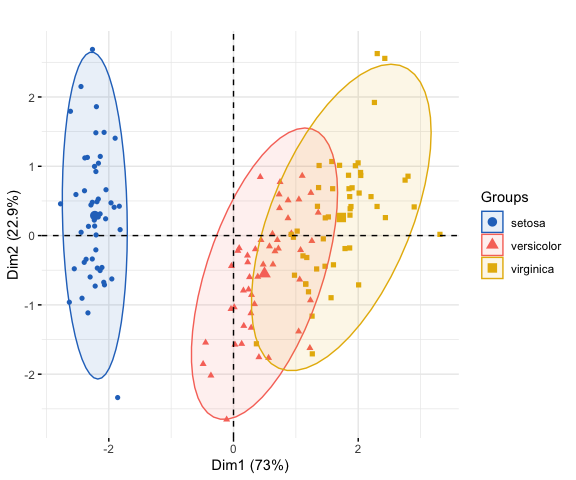 2
1
0
-1
-2
Dim2 (22.9%)
-2
0
2
Dim1 (73%)
Groups
setosa
versicolor
virginica